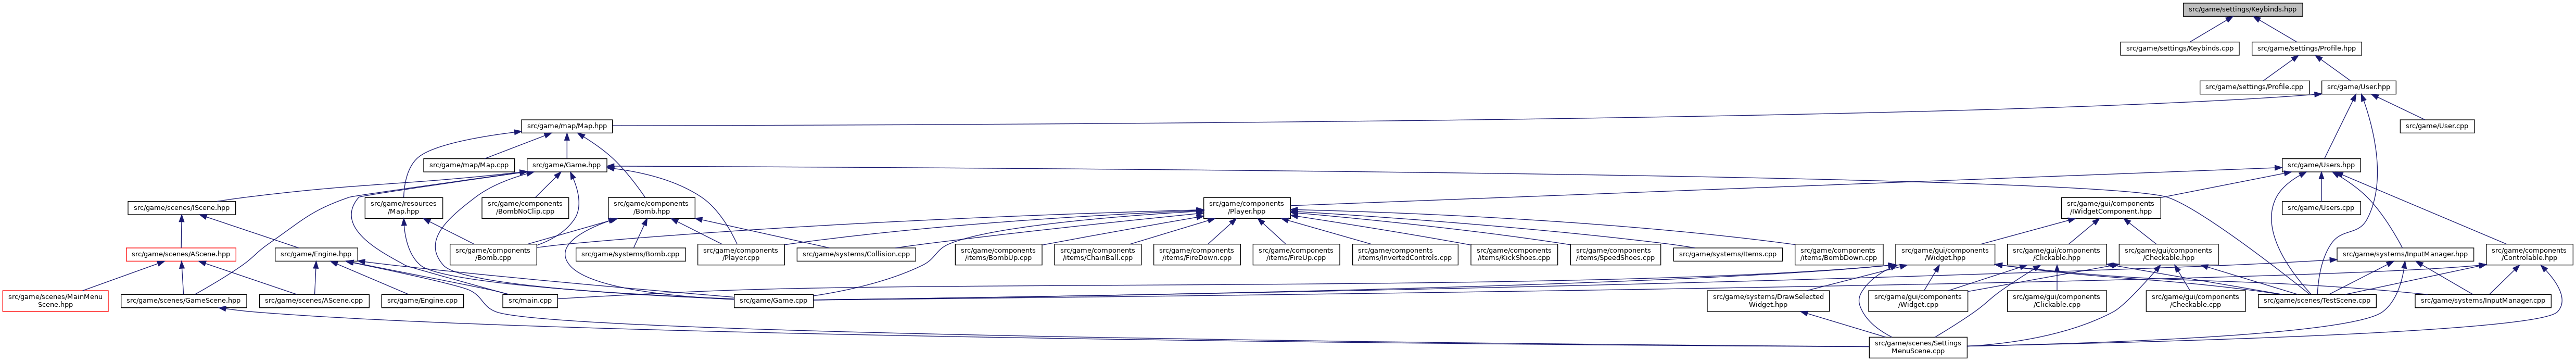 src/game/settings/Keybinds.hpp
src/game/settings/Keybinds.cpp
src/game/settings/Profile.hpp
src/game/settings/Profile.cpp
src/game/User.hpp
src/game/map/Map.hpp
src/game/User.cpp
src/game/map/Map.cpp
src/game/Game.hpp
src/game/Users.hpp
src/game/scenes/IScene.hpp
src/game/resources
/Map.hpp
src/game/components
/BombNoClip.cpp
src/game/components
/Bomb.hpp
src/game/components
/Player.hpp
src/game/gui/components
/IWidgetComponent.hpp
src/game/Users.cpp
src/game/scenes/AScene.hpp
src/game/Engine.hpp
src/game/components
/Bomb.cpp
src/game/systems/Bomb.cpp
src/game/components
/Player.cpp
src/game/systems/Collision.cpp
src/game/components
/items/BombUp.cpp
src/game/components
/items/ChainBall.cpp
src/game/components
/items/FireDown.cpp
src/game/components
/items/FireUp.cpp
src/game/components
/items/InvertedControls.cpp
src/game/components
/items/KickShoes.cpp
src/game/components
/items/SpeedShoes.cpp
src/game/systems/Items.cpp
src/game/components
/items/BombDown.cpp
src/game/gui/components
/Widget.hpp
src/game/gui/components
/Clickable.hpp
src/game/gui/components
/Checkable.hpp
src/game/systems/InputManager.hpp
src/game/components
/Controlable.hpp
src/game/scenes/MainMenu
Scene.hpp
src/game/scenes/GameScene.hpp
src/game/scenes/AScene.cpp
src/game/Engine.cpp
src/main.cpp
src/game/Game.cpp
src/game/systems/DrawSelected
Widget.hpp
src/game/gui/components
/Widget.cpp
src/game/gui/components
/Clickable.cpp
src/game/gui/components
/Checkable.cpp
src/game/scenes/TestScene.cpp
src/game/systems/InputManager.cpp
src/game/scenes/Settings
MenuScene.cpp